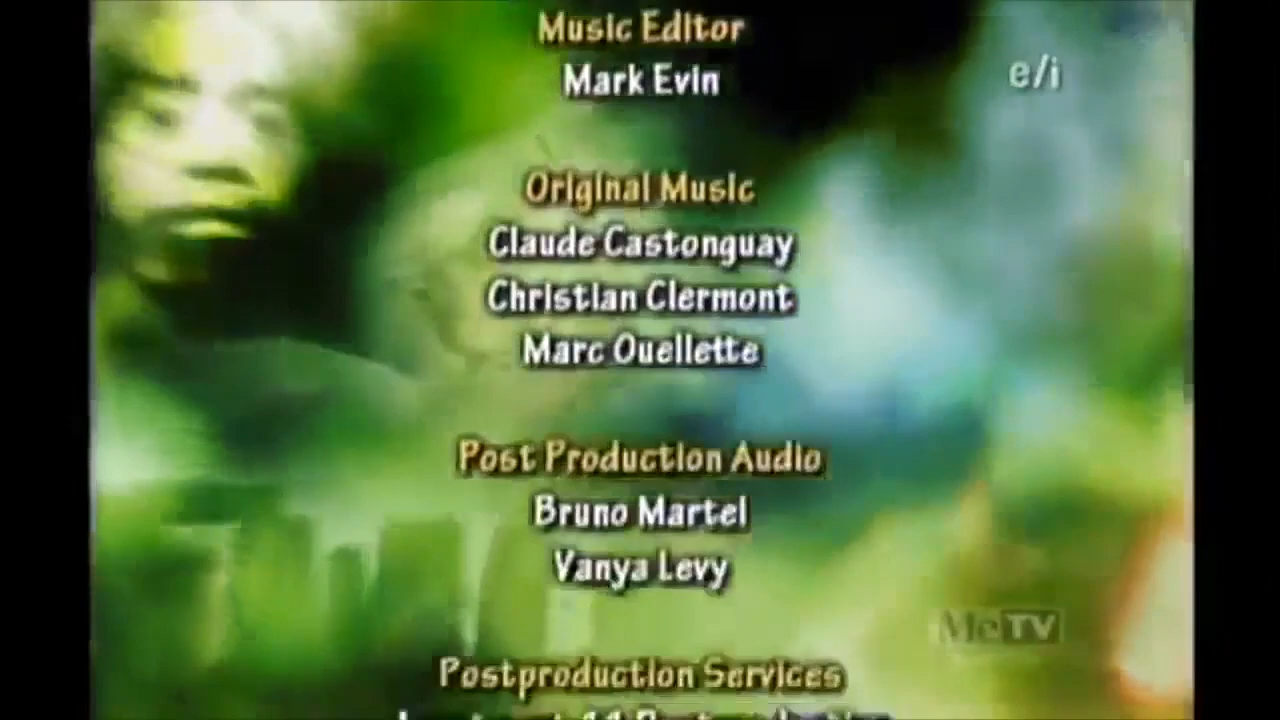 Music Editor
Mark Evin
e/i
Original Music
Claude Castonguay
Christian Clermont
Marc Ouellette
Post Production Audio
Bruno Martel
Vanya Levy
MeTV
Postproduction Services